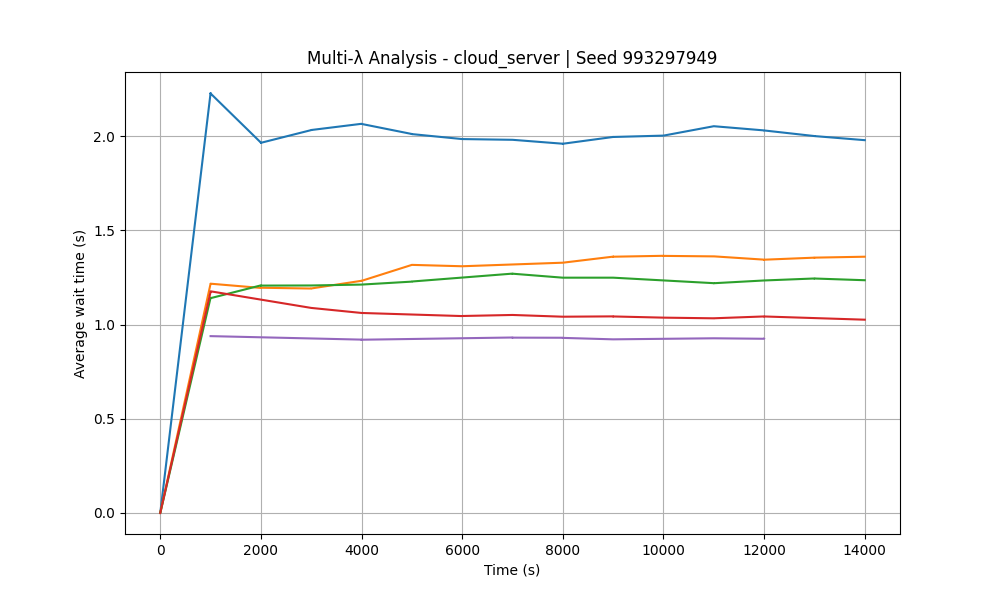 Multi-λ Analysis - cloud_server | Seed 993297949
Average wait time (s)
2.0
1.5
1.0
0.5
0.0
0 2000 4000 6000 8000 10000 12000 14000
Time (s)